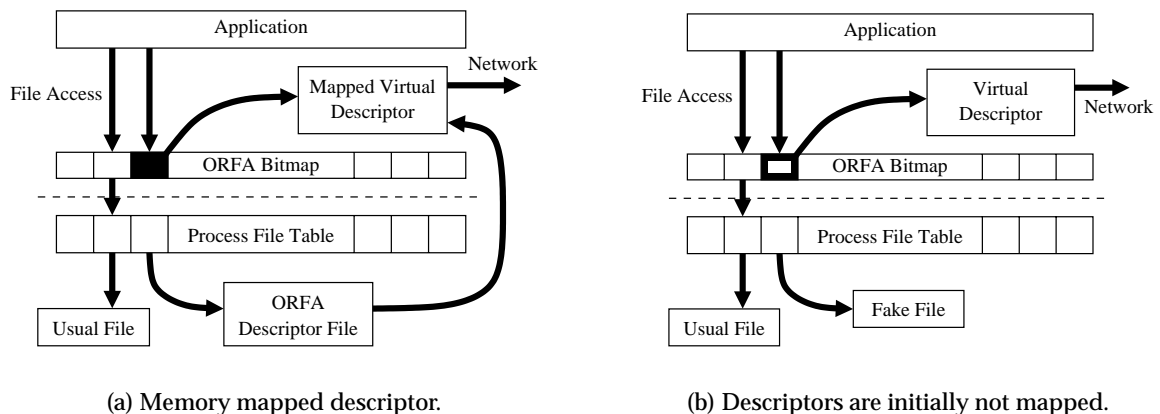 Application
File Access
Mapped Virtual
Descriptor
Network
ORFA Bitmap
Process File Table
Usual File
ORFA
Descriptor File
(a) Memory mapped descriptor.
Application
File Access
Virtual
Descriptor
Network
ORFA Bitmap
Process File Table
Usual File
Fake File
(b) Descriptors are initially not mapped.